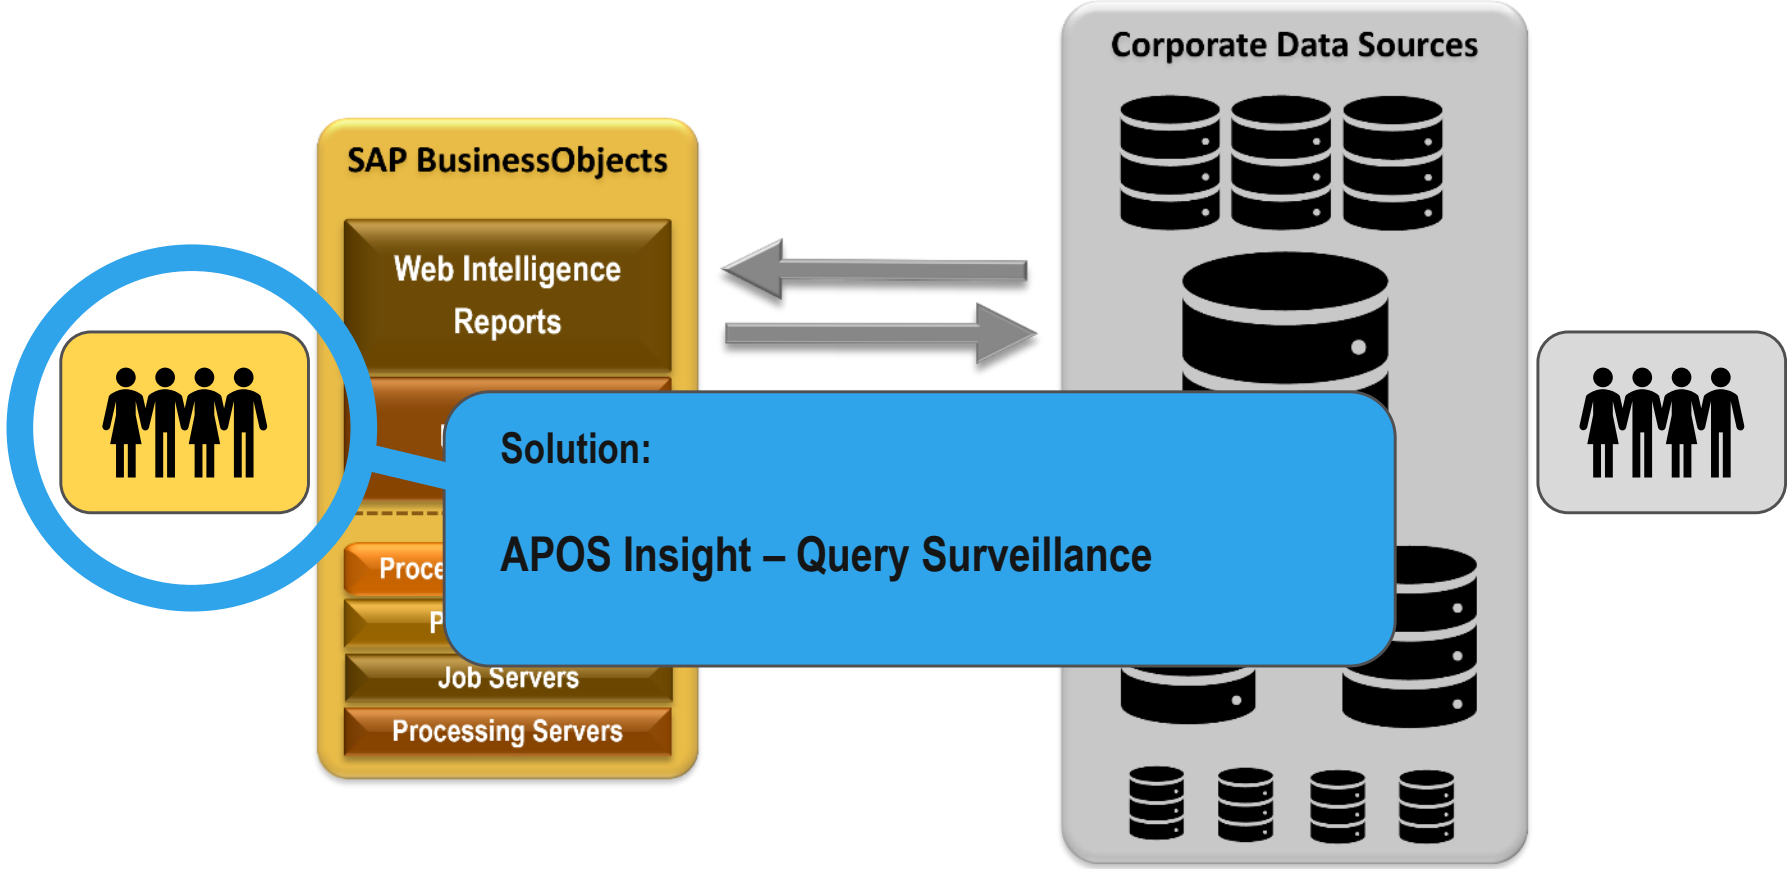 Corporate Data Sources
SAP BusinessObjects
Web Intelligence
Reports
Solution:
APOS Insight – Query Surveillance
Job Servers
Processing Servers